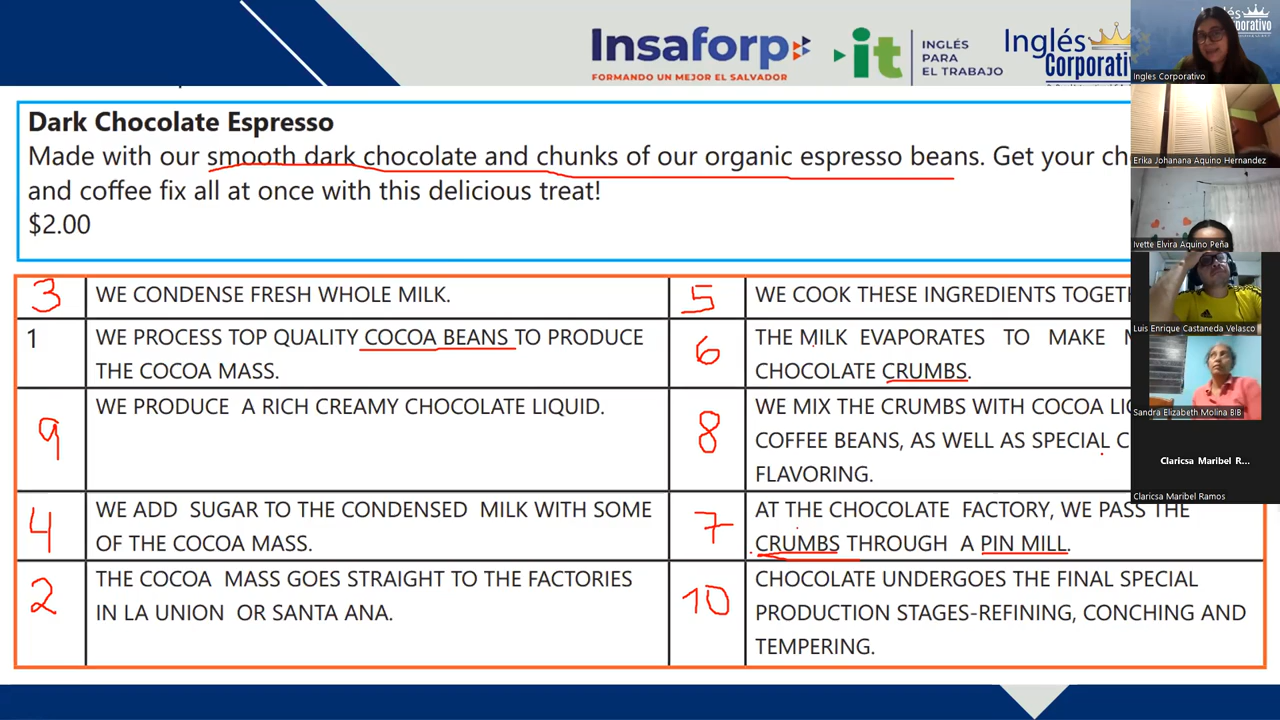 Insaforp
FORMANDO UN MEJOR EL SALVADOR
it
INGLÉS
PARA
EL TRABAJO
Inglés
Corporativo
Ingles Corporativo
Dark Chocolate Espresso
Made with our smooth dark chocolate and chunks of our organic espresso beans. Get your
and coffee fix all at once with this delicious treat!
$2.00
Erika Johanana Aquino Hernandez
Ivette Elvira Aquino Peña
Luis Enrique Castaneda Velasco
Sandra Elizabeth Molina BIB
Claricsa Maribel R...
Claricsa Maribel Ramos
3 WE CONDENSE FRESH WHOLE MILK.
1 WE PROCESS TOP QUALITY COCOA BEANS TO PRODUCE
THE COCOA MASS.
9 WE PRODUCE A RICH CREAMY CHOCOLATE LIQUID.
4 WE ADD SUGAR TO THE CONDENSED MILK WITH SOME
OF THE COCOA MASS.
2 THE COCOA MASS GOES STRAIGHT TO THE FACTORIES
IN LA UNION OR SANTA ANA.
5 WE COOK THESE INGREDIENTS
6 THE MILK EVAPORATES TO MAKE
CHOCOLATE CRUMBS.
8 WE MIX THE CRUMBS WITH COCOA
COFFEE BEANS, AS WELL AS SPECIAL
FLAVORING.
7 AT THE CHOCOLATE FACTORY, WE PASS THE
CRUMBS THROUGH A PIN MILL.
10 CHOCOLATE UNDERGOES THE FINAL SPECIAL
PRODUCTION STAGES-REFINING, CONCHING AND
TEMPERING.